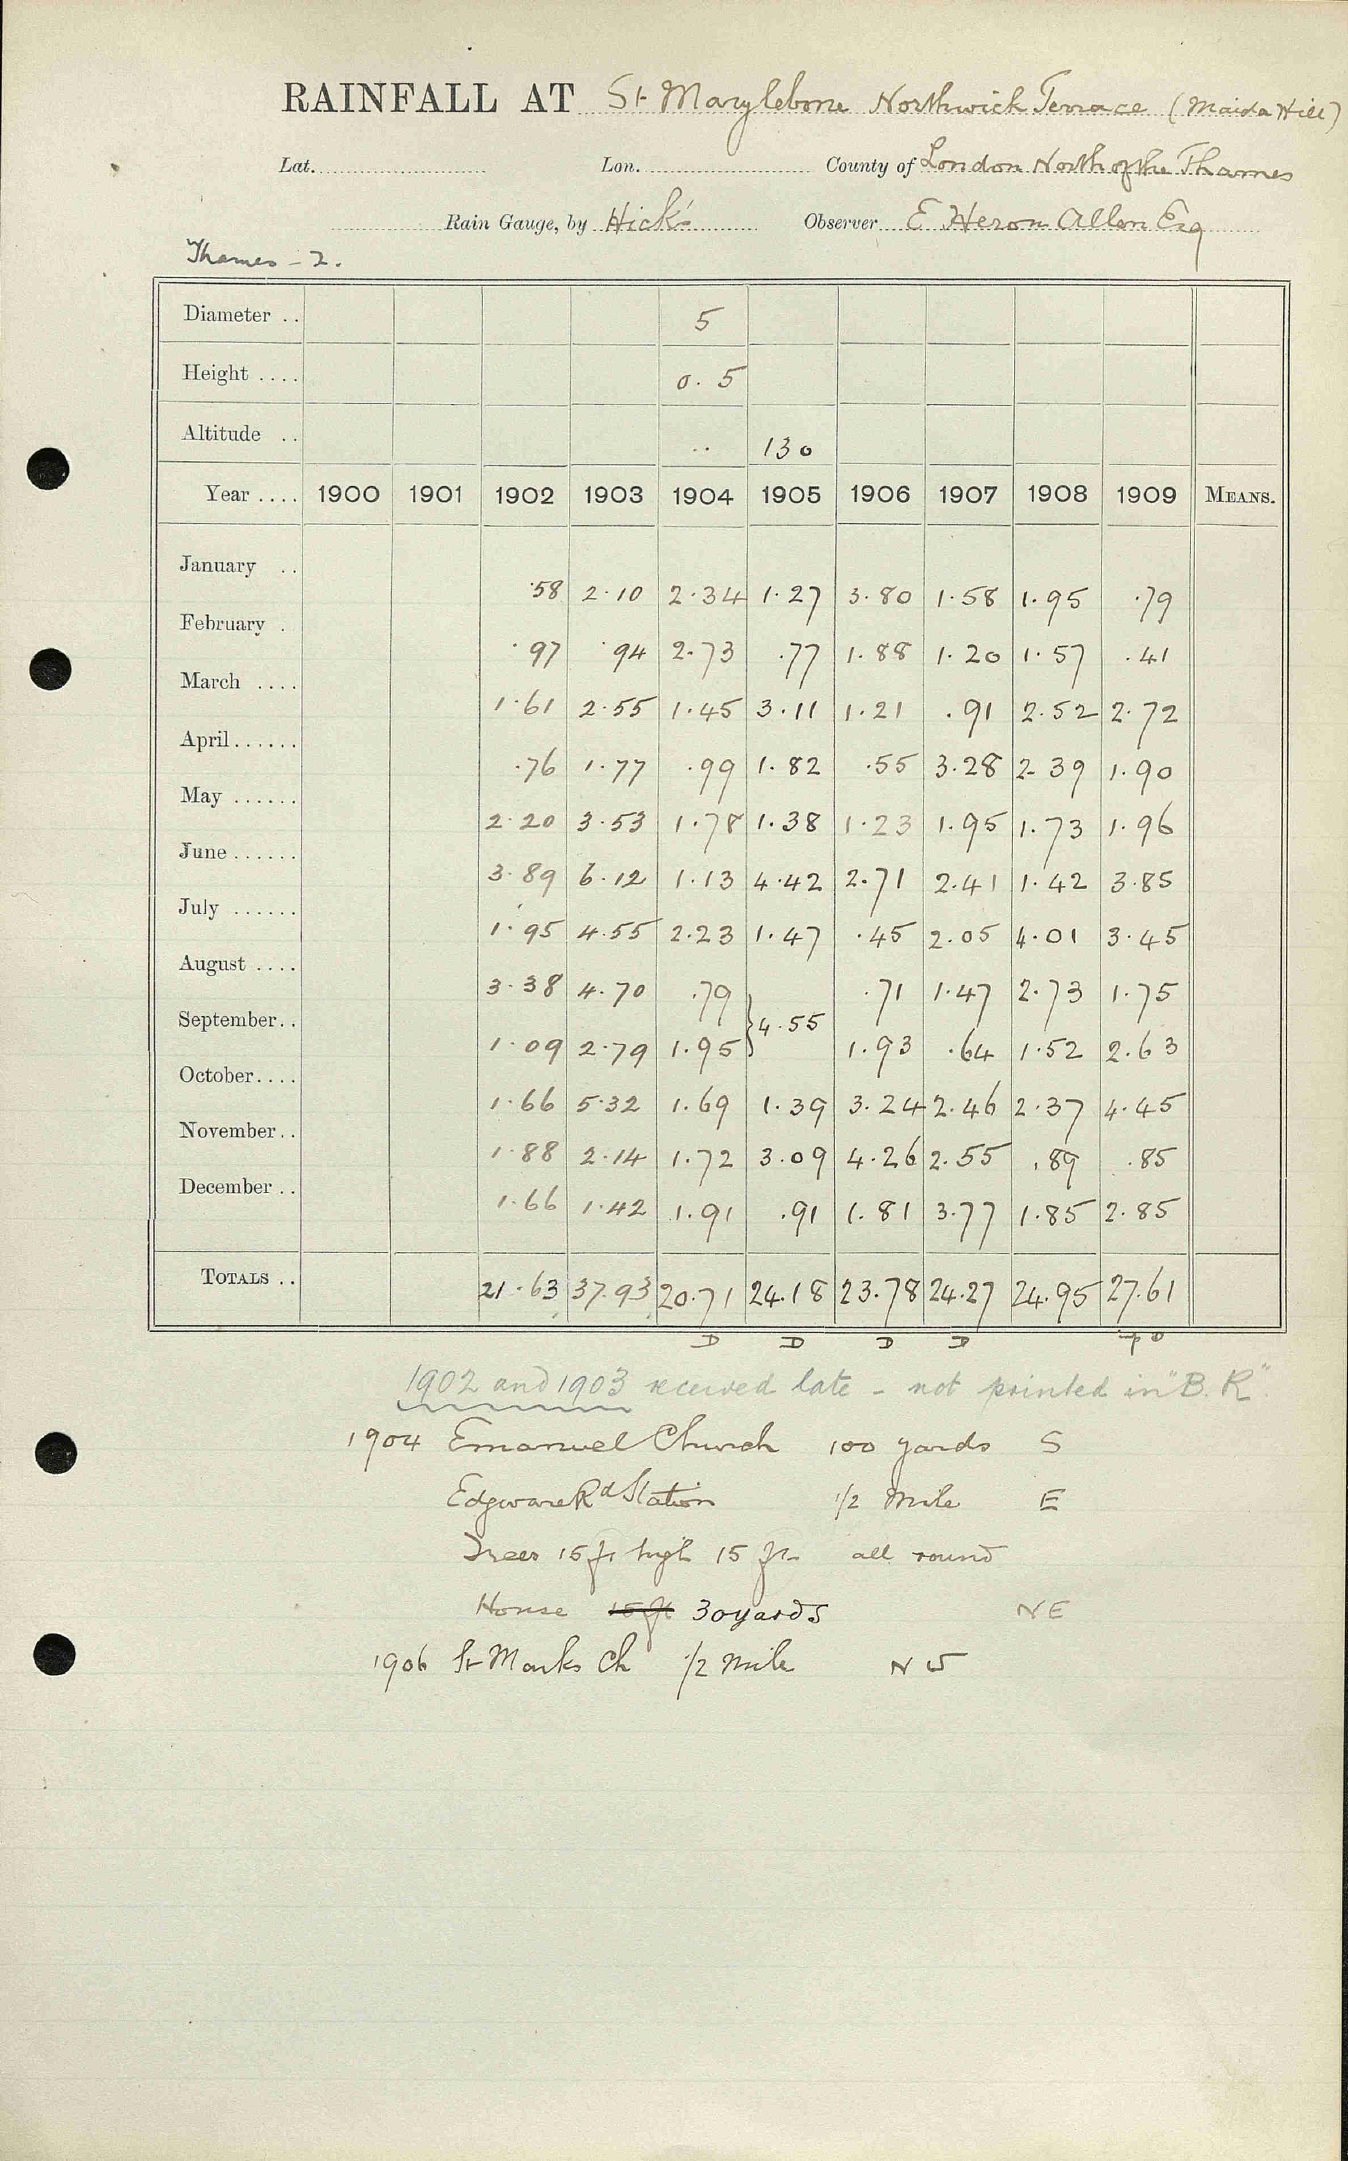 RAINFALL AT St Marylebone Northwick Terrace (Maida Hill)
Lat. Lon. County of London North of the Thames
Rain Gauge, by Hick's Observer E Heron Allen Esq
Thames - 2.
Diameter .. 5
Height .... 0.5
Altitude .. .. 130
Year .... 1900 1901 1902 1903 1904 1905 1906 1907 1908 1909 MEANS.
January .. .58 2.10 2.34 1.27 3.80 1.58 1.95 .79
February . .97 .94 2.73 .77 1.88 1.20 1.57 .41
March .... 1.61 2.55 1.45 3.11 1.21 .91 2.52 2.72
April...... .76 1.77 .99 1.82 .55 3.28 2.39 1.90
May ...... 2.20 3.53 1.78 1.38 1.23 1.95 1.73 1.96
June...... 3.89 6.12 1.13 4.42 2.71 2.41 1.42 3.85
July ...... 1.95 4.55 2.23 1.47 .45 2.05 4.01 3.45
August .... 3.38 4.70 .79 } 4.55 .71 1.47 2.73 1.75
September.. 1.09 2.79 1.95 1.93 .64 1.52 2.63
October.... 1.66 5.32 1.69 1.39 3.24 2.46 2.37 4.45
November.. 1.88 2.14 1.72 3.09 4.26 2.55 .89 .85
December .. 1.66 1.42 1.91 .91 1.81 3.77 1.85 2.85
TOTALS .. 21.63 37.93 20.71 24.18 23.78 24.27 24.95 27.61
D D D D
1902 and 1903 received late - not printed in "B.R".
1904 Emanuel Church 100 yards S
Edgware Rd Station 1/2 Mile E
Trees 15 ft high 15 ft all round
House 15 ft 30 yards NE
1906 St Marks Ch 1/2 Mile NW